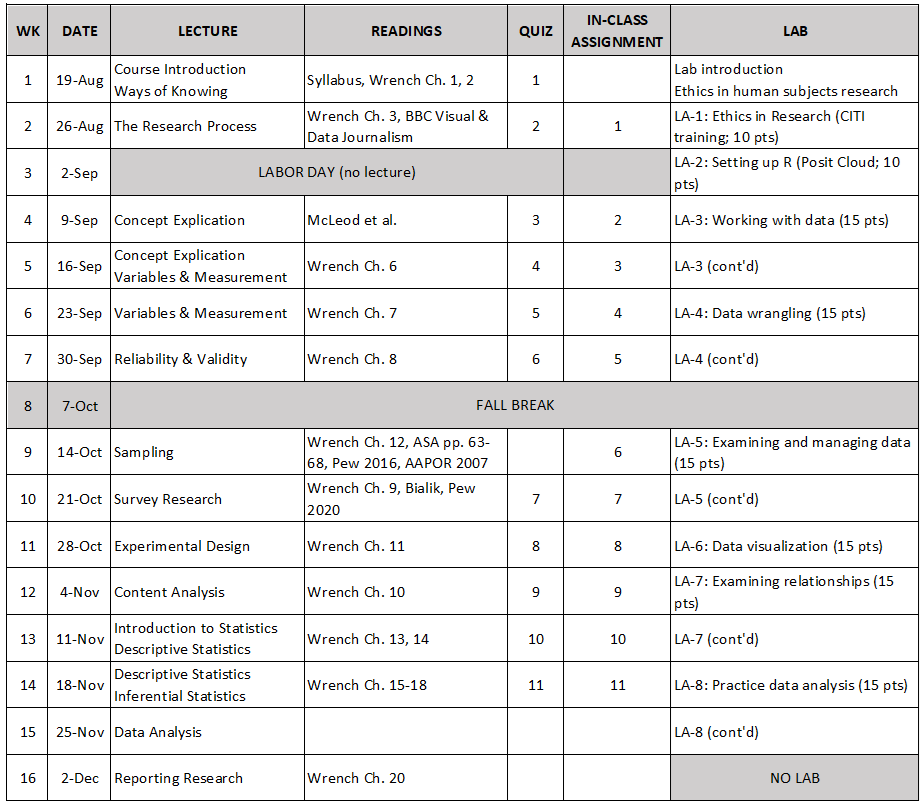 WK DATE LECTURE READINGS QUIZ IN-CLASS ASSIGNMENT LAB
1 19-Aug Course Introduction Ways of Knowing Syllabus, Wrench Ch. 1, 2 1 Lab introduction Ethics in human subjects research
2 26-Aug The Research Process Wrench Ch. 3, BBC Visual & Data Journalism 2 1 LA-1: Ethics in Research (CITI training; 10 pts)
3 2-Sep LABOR DAY (no lecture) LA-2: Setting up R (Posit Cloud; 10 pts)
4 9-Sep Concept Explication McLeod et al. 3 2 LA-3: Working with data (15 pts)
5 16-Sep Concept Explication Variables & Measurement Wrench Ch. 6 4 3 LA-3 (cont'd)
6 23-Sep Variables & Measurement Wrench Ch. 7 5 4 LA-4: Data wrangling (15 pts)
7 30-Sep Reliability & Validity Wrench Ch. 8 6 5 LA-4 (cont'd)
8 7-Oct FALL BREAK
9 14-Oct Sampling Wrench Ch. 12, ASA pp. 63-68, Pew 2016, AAPOR 2007 6 LA-5: Examining and managing data (15 pts)
10 21-Oct Survey Research Wrench Ch. 9, Bialik, Pew 2020 7 7 LA-5 (cont'd)
11 28-Oct Experimental Design Wrench Ch. 11 8 8 LA-6: Data visualization (15 pts)
12 4-Nov Content Analysis Wrench Ch. 10 9 9 LA-7: Examining relationships (15 pts)
13 11-Nov Introduction to Statistics Descriptive Statistics Wrench Ch. 13, 14 10 10 LA-7 (cont'd)
14 18-Nov Descriptive Statistics Inferential Statistics Wrench Ch. 15-18 11 11 LA-8: Practice data analysis (15 pts)
15 25-Nov Data Analysis LA-8 (cont'd)
16 2-Dec Reporting Research Wrench Ch. 20 NO LAB